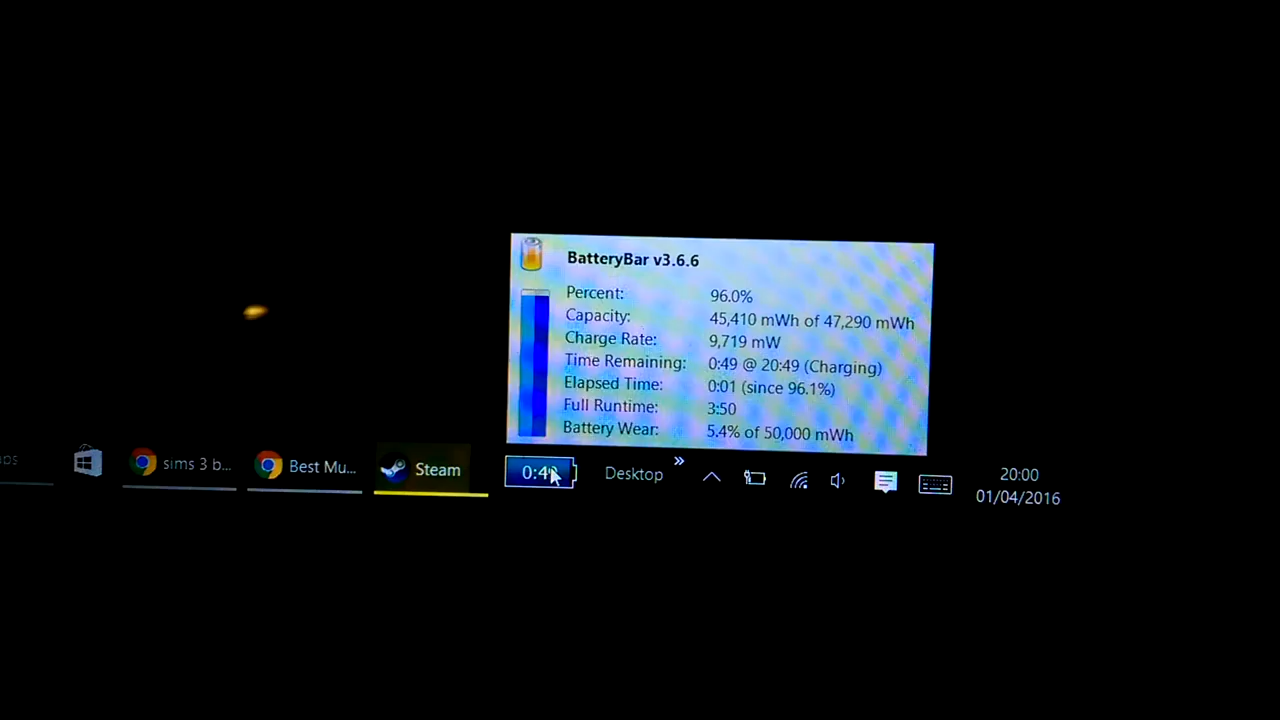 BatteryBar v3.6.6
Percent: 96.0%
Capacity: 45,410 mWh of 47,290 mWh
Charge Rate: 9,719 mW
Time Remaining: 0:49 @ 20:49 (Charging)
Elapsed Time: 0:01 (since 96.1%)
Full Runtime: 3:50
Battery Wear: 5.4% of 50,000 mWh
sims 3 b... Best Mu... Steam Desktop » 20:00
01/04/2016